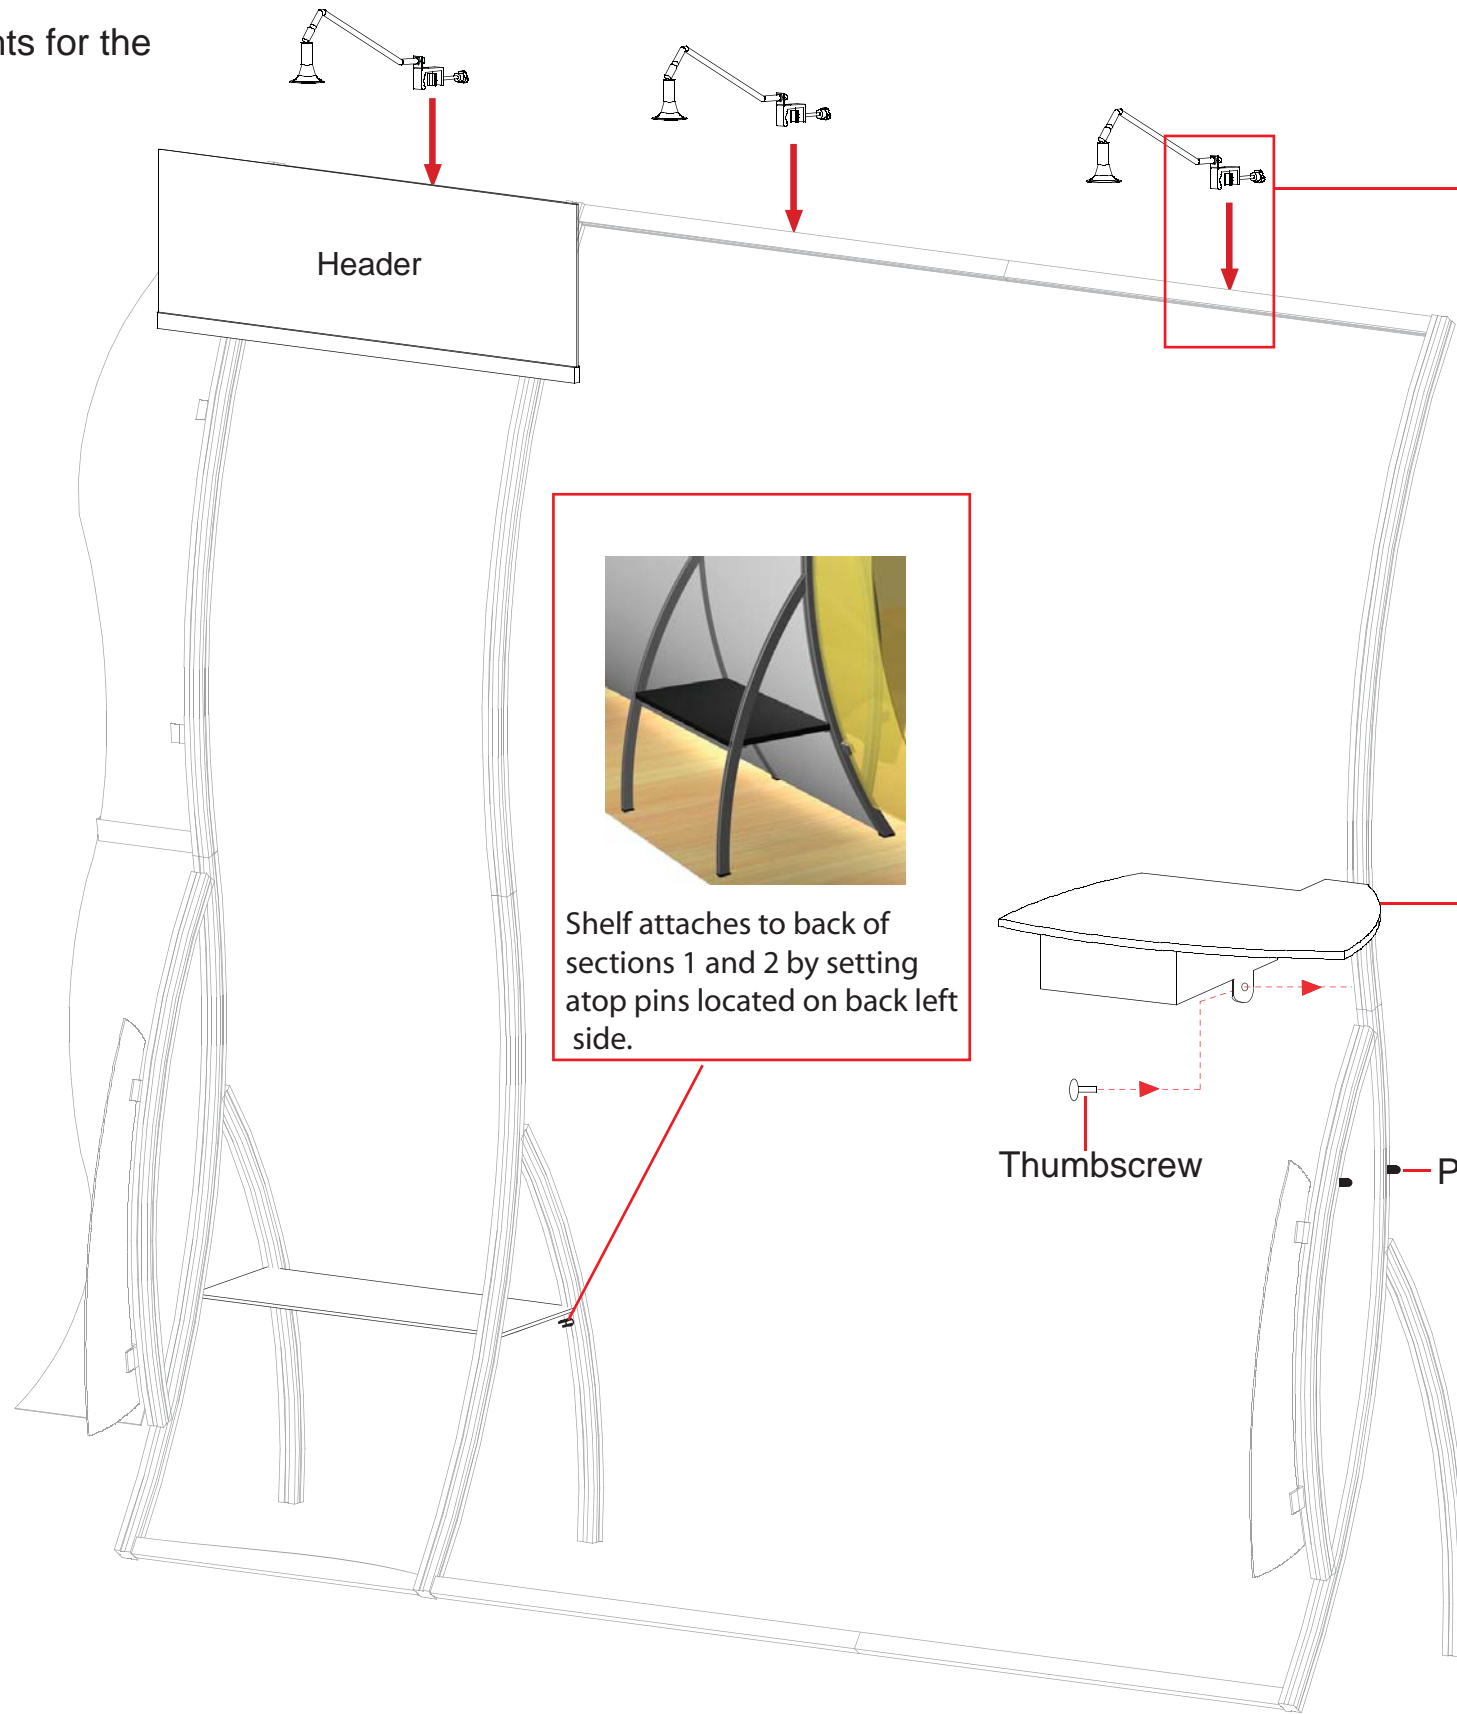 nts for the
Header
Shelf attaches to back of
sections 1 and 2 by setting
atop pins located on back left
side.
Thumbscrew
P